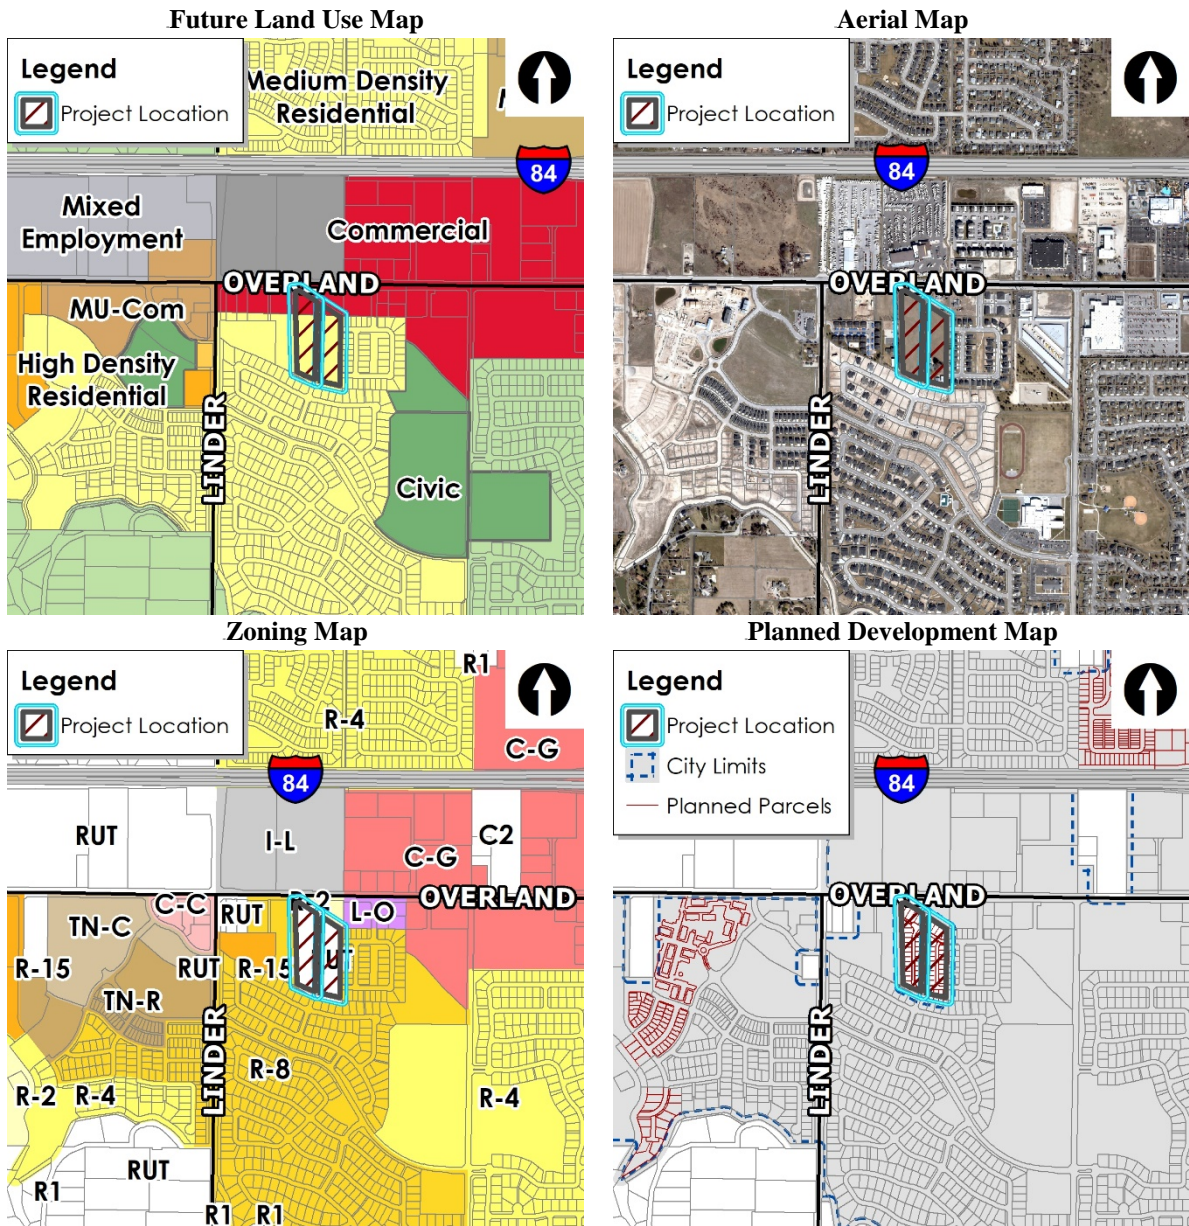 Future Land Use Map
Legend
Project Location
Medium Density
Residential
84
Mixed
Employment
Commercial
OVERLAND
MU-Com
High Density
Residential
LINDER
Civic
Aerial Map
Legend
Project Location
84
OVERLAND
LINDER
Zoning Map
Legend
Project Location
R1
R-4
C-G
84
RUT
I-L
C-G
C2
OVERLAND
C-C
RUT
L-O
TN-C
R-15
RUT
R-15
TN-R
LINDER
R-8
R-2
R-4
R-4
RUT
R1
R1
R1
Planned Development Map
Legend
Project Location
City Limits
Planned Parcels
84
OVERLAND
LINDER